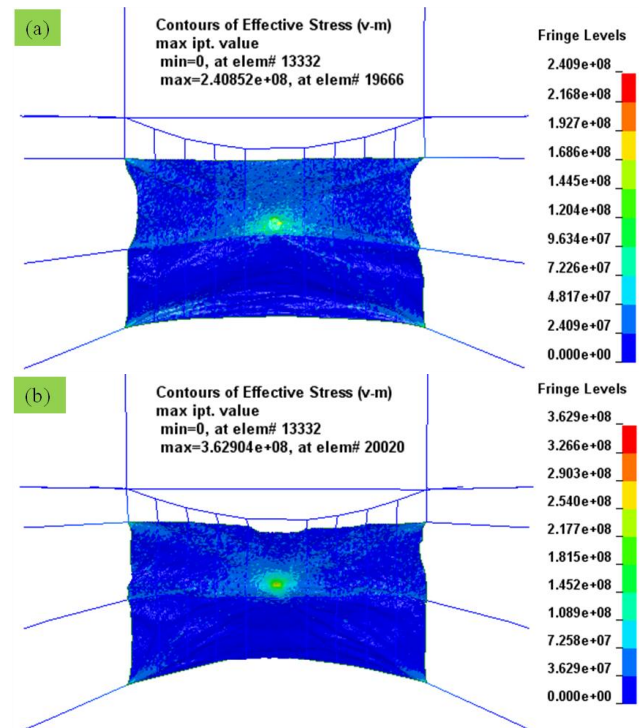 (a)
Contours of Effective Stress (v-m)
max ipt. value
min=0, at elem# 13332
max=2.40852e+08, at elem# 19666
Fringe Levels
2.409e+08
2.168e+08
1.927e+08
1.686e+08
1.445e+08
1.204e+08
9.634e+07
7.226e+07
4.817e+07
2.409e+07
0.000e+00
(b)
Contours of Effective Stress (v-m)
max ipt. value
min=0, at elem# 13332
max=3.62904e+08, at elem# 20020
Fringe Levels
3.629e+08
3.266e+08
2.903e+08
2.540e+08
2.177e+08
1.815e+08
1.452e+08
1.089e+08
7.258e+07
3.629e+07
0.000e+00